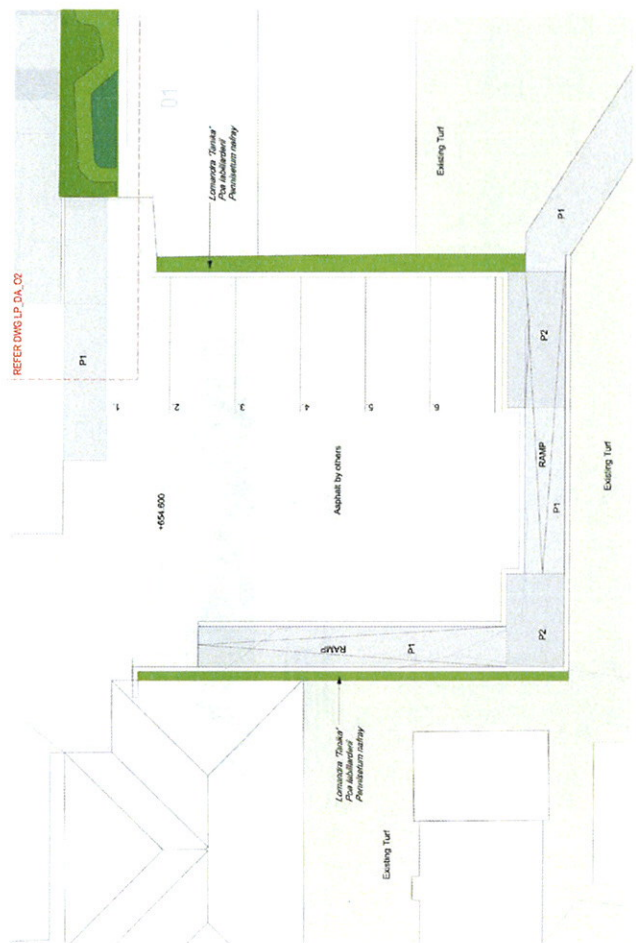 REFER DWG LP_DA_02
01
Lomandra 'Tanika'
Poa labillardieri
Pennisetum nafray
Existing Turf
P1
P1
1.
2.
3.
4.
5.
6.
P2
+654.600
Asphalt by others
RAMP
P1
Existing Turf
RAMP
P1
P2
Lomandra 'Tanika'
Poa labillardieri
Pennisetum nafray
Existing Turf